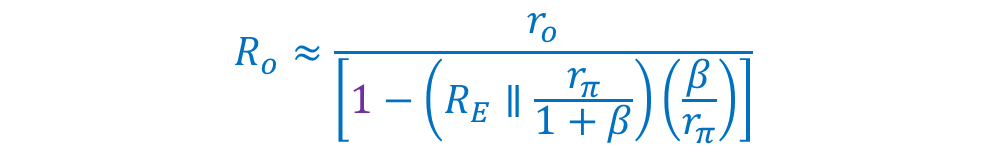 R_o ≈ r_o / [1 − (R_E ∥ r_π / (1 + β)) (β / r_π)]